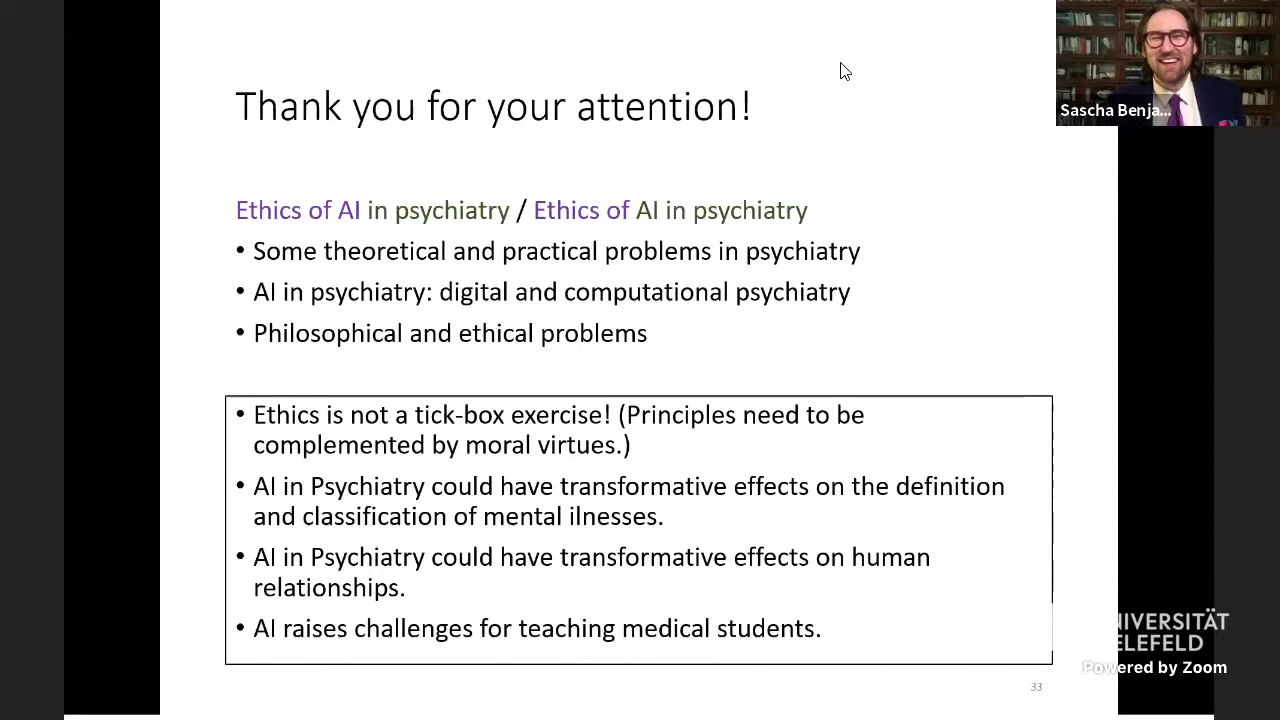 Thank you for your attention!
Sascha Benja...
Ethics of AI in psychiatry / Ethics of AI in psychiatry
• Some theoretical and practical problems in psychiatry
• AI in psychiatry: digital and computational psychiatry
• Philosophical and ethical problems
• Ethics is not a tick-box exercise! (Principles need to be
complemented by moral virtues.)
• AI in Psychiatry could have transformative effects on the definition
and classification of mental ilnesses.
• AI in Psychiatry could have transformative effects on human
relationships.
• AI raises challenges for teaching medical students.
NIVERSITÄT
ELEFELD
Powered by Zoom
33